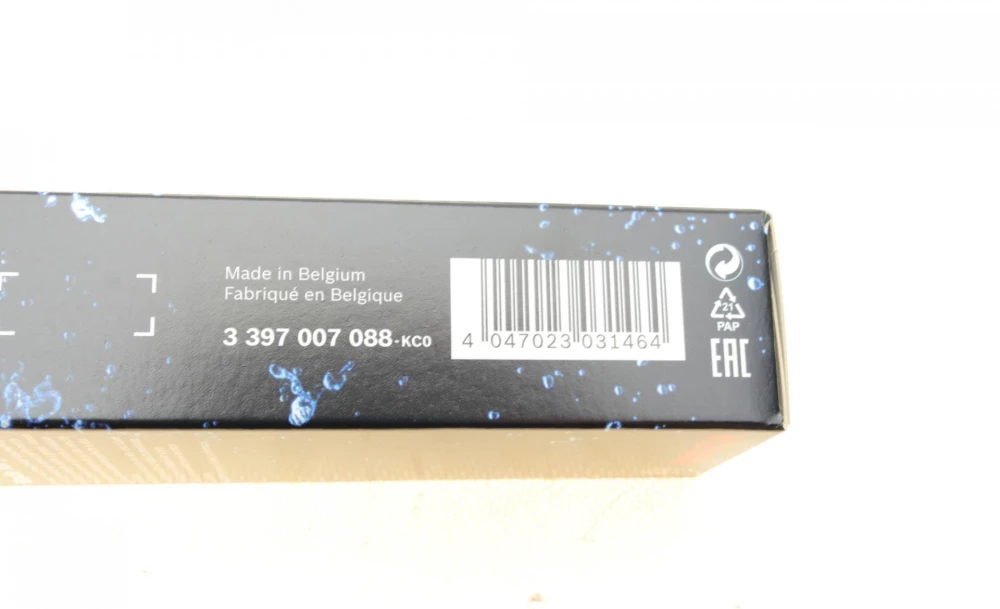 Made in Belgium
Fabriqué en Belgique
3 397 007 088-KC0
4 047023 031464
21
PAP
EAC